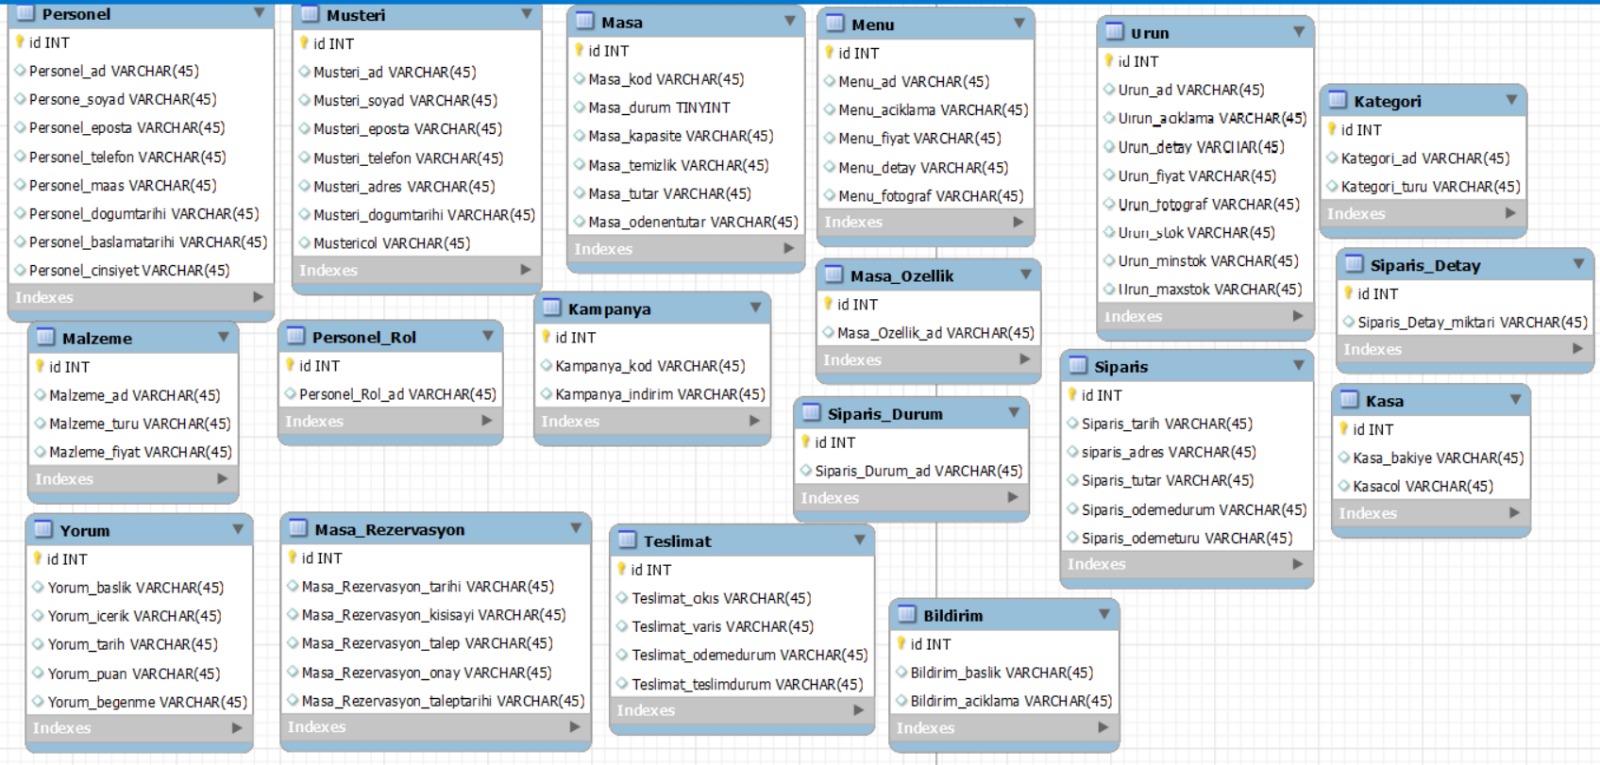 Personel
id INT
Personel_ad VARCHAR(45)
Persone_soyad VARCHAR(45)
Personel_eposta VARCHAR(45)
Personel_telefon VARCHAR(45)
Personel_maas VARCHAR(45)
Personel_dogumtarihi VARCHAR(45)
Personel_baslamatarihi VARCHAR(45)
Personel_cinsiyet VARCHAR(45)
Indexes
Musteri
id INT
Musteri_ad VARCHAR(45)
Musteri_soyad VARCHAR(45)
Musteri_eposta VARCHAR(45)
Musteri_telefon VARCHAR(45)
Musteri_adres VARCHAR(45)
Musteri_dogumtarihi VARCHAR(45)
Mustericol VARCHAR(45)
Indexes
Masa
id INT
Masa_kod VARCHAR(45)
Masa_durum TINYINT
Masa_kapasite VARCHAR(45)
Masa_temizlik VARCHAR(45)
Masa_tutar VARCHAR(45)
Masa_odenentutar VARCHAR(45)
Indexes
Menu
id INT
Menu_ad VARCHAR(45)
Menu_aciklama VARCHAR(45)
Menu_fiyat VARCHAR(45)
Menu_detay VARCHAR(45)
Menu_fotograf VARCHAR(45)
Indexes
Urun
id INT
Urun_ad VARCHAR(45)
Urun_aciklama VARCHAR(45)
Urun_detay VARCHAR(45)
Urun_fiyat VARCHAR(45)
Urun_fotograf VARCHAR(45)
Urun_stok VARCHAR(45)
Urun_minstok VARCHAR(45)
Urun_maxstok VARCHAR(45)
Indexes
Kategori
id INT
Kategori_ad VARCHAR(45)
Kategori_turu VARCHAR(45)
Indexes
Masa_Ozellik
id INT
Masa_Ozellik_ad VARCHAR(45)
Indexes
Siparis_Detay
id INT
Siparis_Detay_miktari VARCHAR(45)
Indexes
Malzeme
id INT
Malzeme_ad VARCHAR(45)
Malzeme_turu VARCHAR(45)
Mazleme_fiyat VARCHAR(45)
Indexes
Personel_Rol
id INT
Personel_Rol_ad VARCHAR(45)
Indexes
Kampanya
id INT
Kampanya_kod VARCHAR(45)
Kampanya_indirim VARCHAR(45)
Indexes
Siparis_Durum
id INT
Siparis_Durum_ad VARCHAR(45)
Indexes
Siparis
id INT
Siparis_tarih VARCHAR(45)
siparis_adres VARCHAR(45)
Siparis_tutar VARCHAR(45)
Siparis_odemedurum VARCHAR(45)
Siparis_odemeturu VARCHAR(45)
Indexes
Kasa
id INT
Kasa_bakiye VARCHAR(45)
Kasacol VARCHAR(45)
Indexes
Yorum
id INT
Yorum_baslik VARCHAR(45)
Yorum_icerik VARCHAR(45)
Yorum_tarih VARCHAR(45)
Yorum_puan VARCHAR(45)
Yorum_begenme VARCHAR(45)
Indexes
Masa_Rezervasyon
id INT
Masa_Rezervasyon_tarihi VARCHAR(45)
Masa_Rezervasyon_kisisayi VARCHAR(45)
Masa_Rezervasyon_talep VARCHAR(45)
Masa_Rezervasyon_onay VARCHAR(45)
Masa_Rezervasyon_taleptarihi VARCHAR(45)
Indexes
Teslimat
id INT
Teslimat_cıkıs VARCHAR(45)
Teslimat_varis VARCHAR(45)
Teslimat_odemedurum VARCHAR(45)
Teslimat_teslimdurum VARCHAR(45)
Indexes
Bildirim
id INT
Bildirim_baslik VARCHAR(45)
Bildirim_aciklama VARCHAR(45)
Indexes